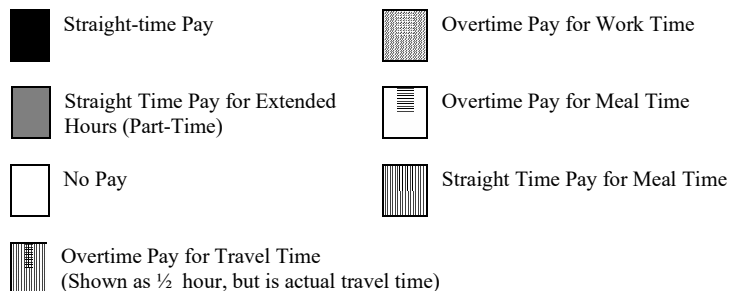 Straight-time Pay
Overtime Pay for Work Time
Straight Time Pay for Extended
Hours (Part-Time)
Overtime Pay for Meal Time
No Pay
Straight Time Pay for Meal Time
Overtime Pay for Travel Time
(Shown as ½ hour, but is actual travel time)